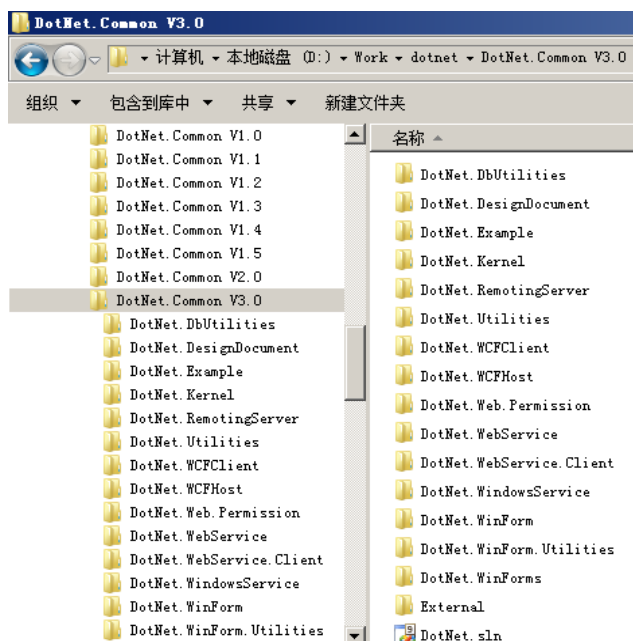 DotNet.Common V3.0
计算机 本地磁盘 (D:) Work dotnet DotNet.Common V3.0
组织 包含到库中 共享 新建文件夹
DotNet.Common V1.0
DotNet.Common V1.1
DotNet.Common V1.2
DotNet.Common V1.3
DotNet.Common V1.4
DotNet.Common V1.5
DotNet.Common V2.0
DotNet.Common V3.0
DotNet.DbUtilities
DotNet.DesignDocument
DotNet.Example
DotNet.Kernel
DotNet.RemotingServer
DotNet.Utilities
DotNet.WCFClient
DotNet.WCFHost
DotNet.Web.Permission
DotNet.WebService
DotNet.WebService.Client
DotNet.WindowsService
DotNet.WinForm
DotNet.WinForm.Utilities
名称
DotNet.DbUtilities
DotNet.DesignDocument
DotNet.Example
DotNet.Kernel
DotNet.RemotingServer
DotNet.Utilities
DotNet.WCFClient
DotNet.WCFHost
DotNet.Web.Permission
DotNet.WebService
DotNet.WebService.Client
DotNet.WindowsService
DotNet.WinForm
DotNet.WinForm.Utilities
DotNet.WinForms
External
DotNet.sln